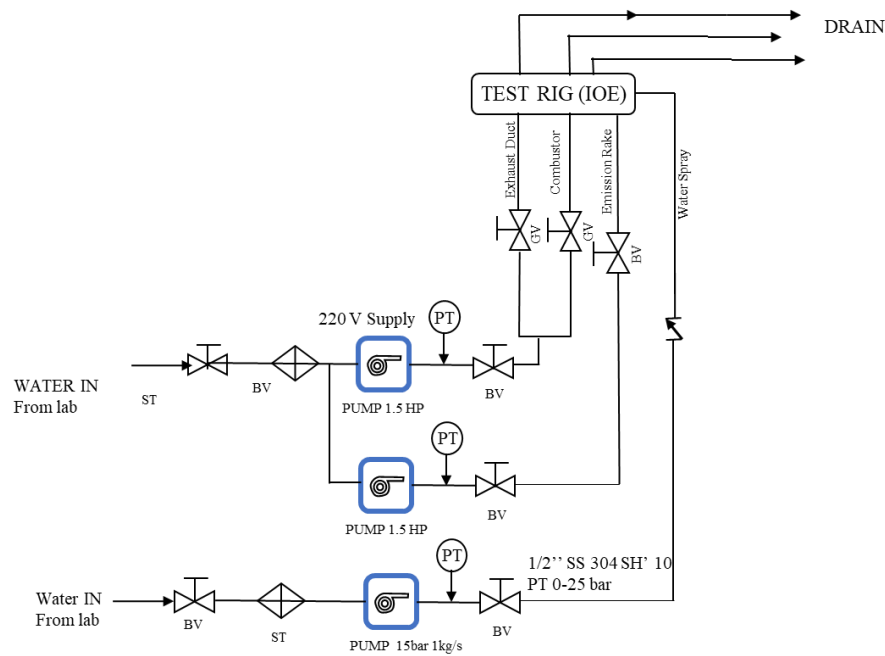 DRAIN
TEST RIG (IOE)
Exhaust Duct
Combustor
Emission Rake
Water Spray
GV
GV
BV
220 V Supply
PT
WATER IN
From lab
ST
BV
PUMP 1.5 HP
BV
PT
PUMP 1.5 HP
BV
1/2’’ SS 304 SH’ 10
PT 0-25 bar
PT
Water IN
From lab
BV
ST
PUMP 15bar 1kg/s
BV